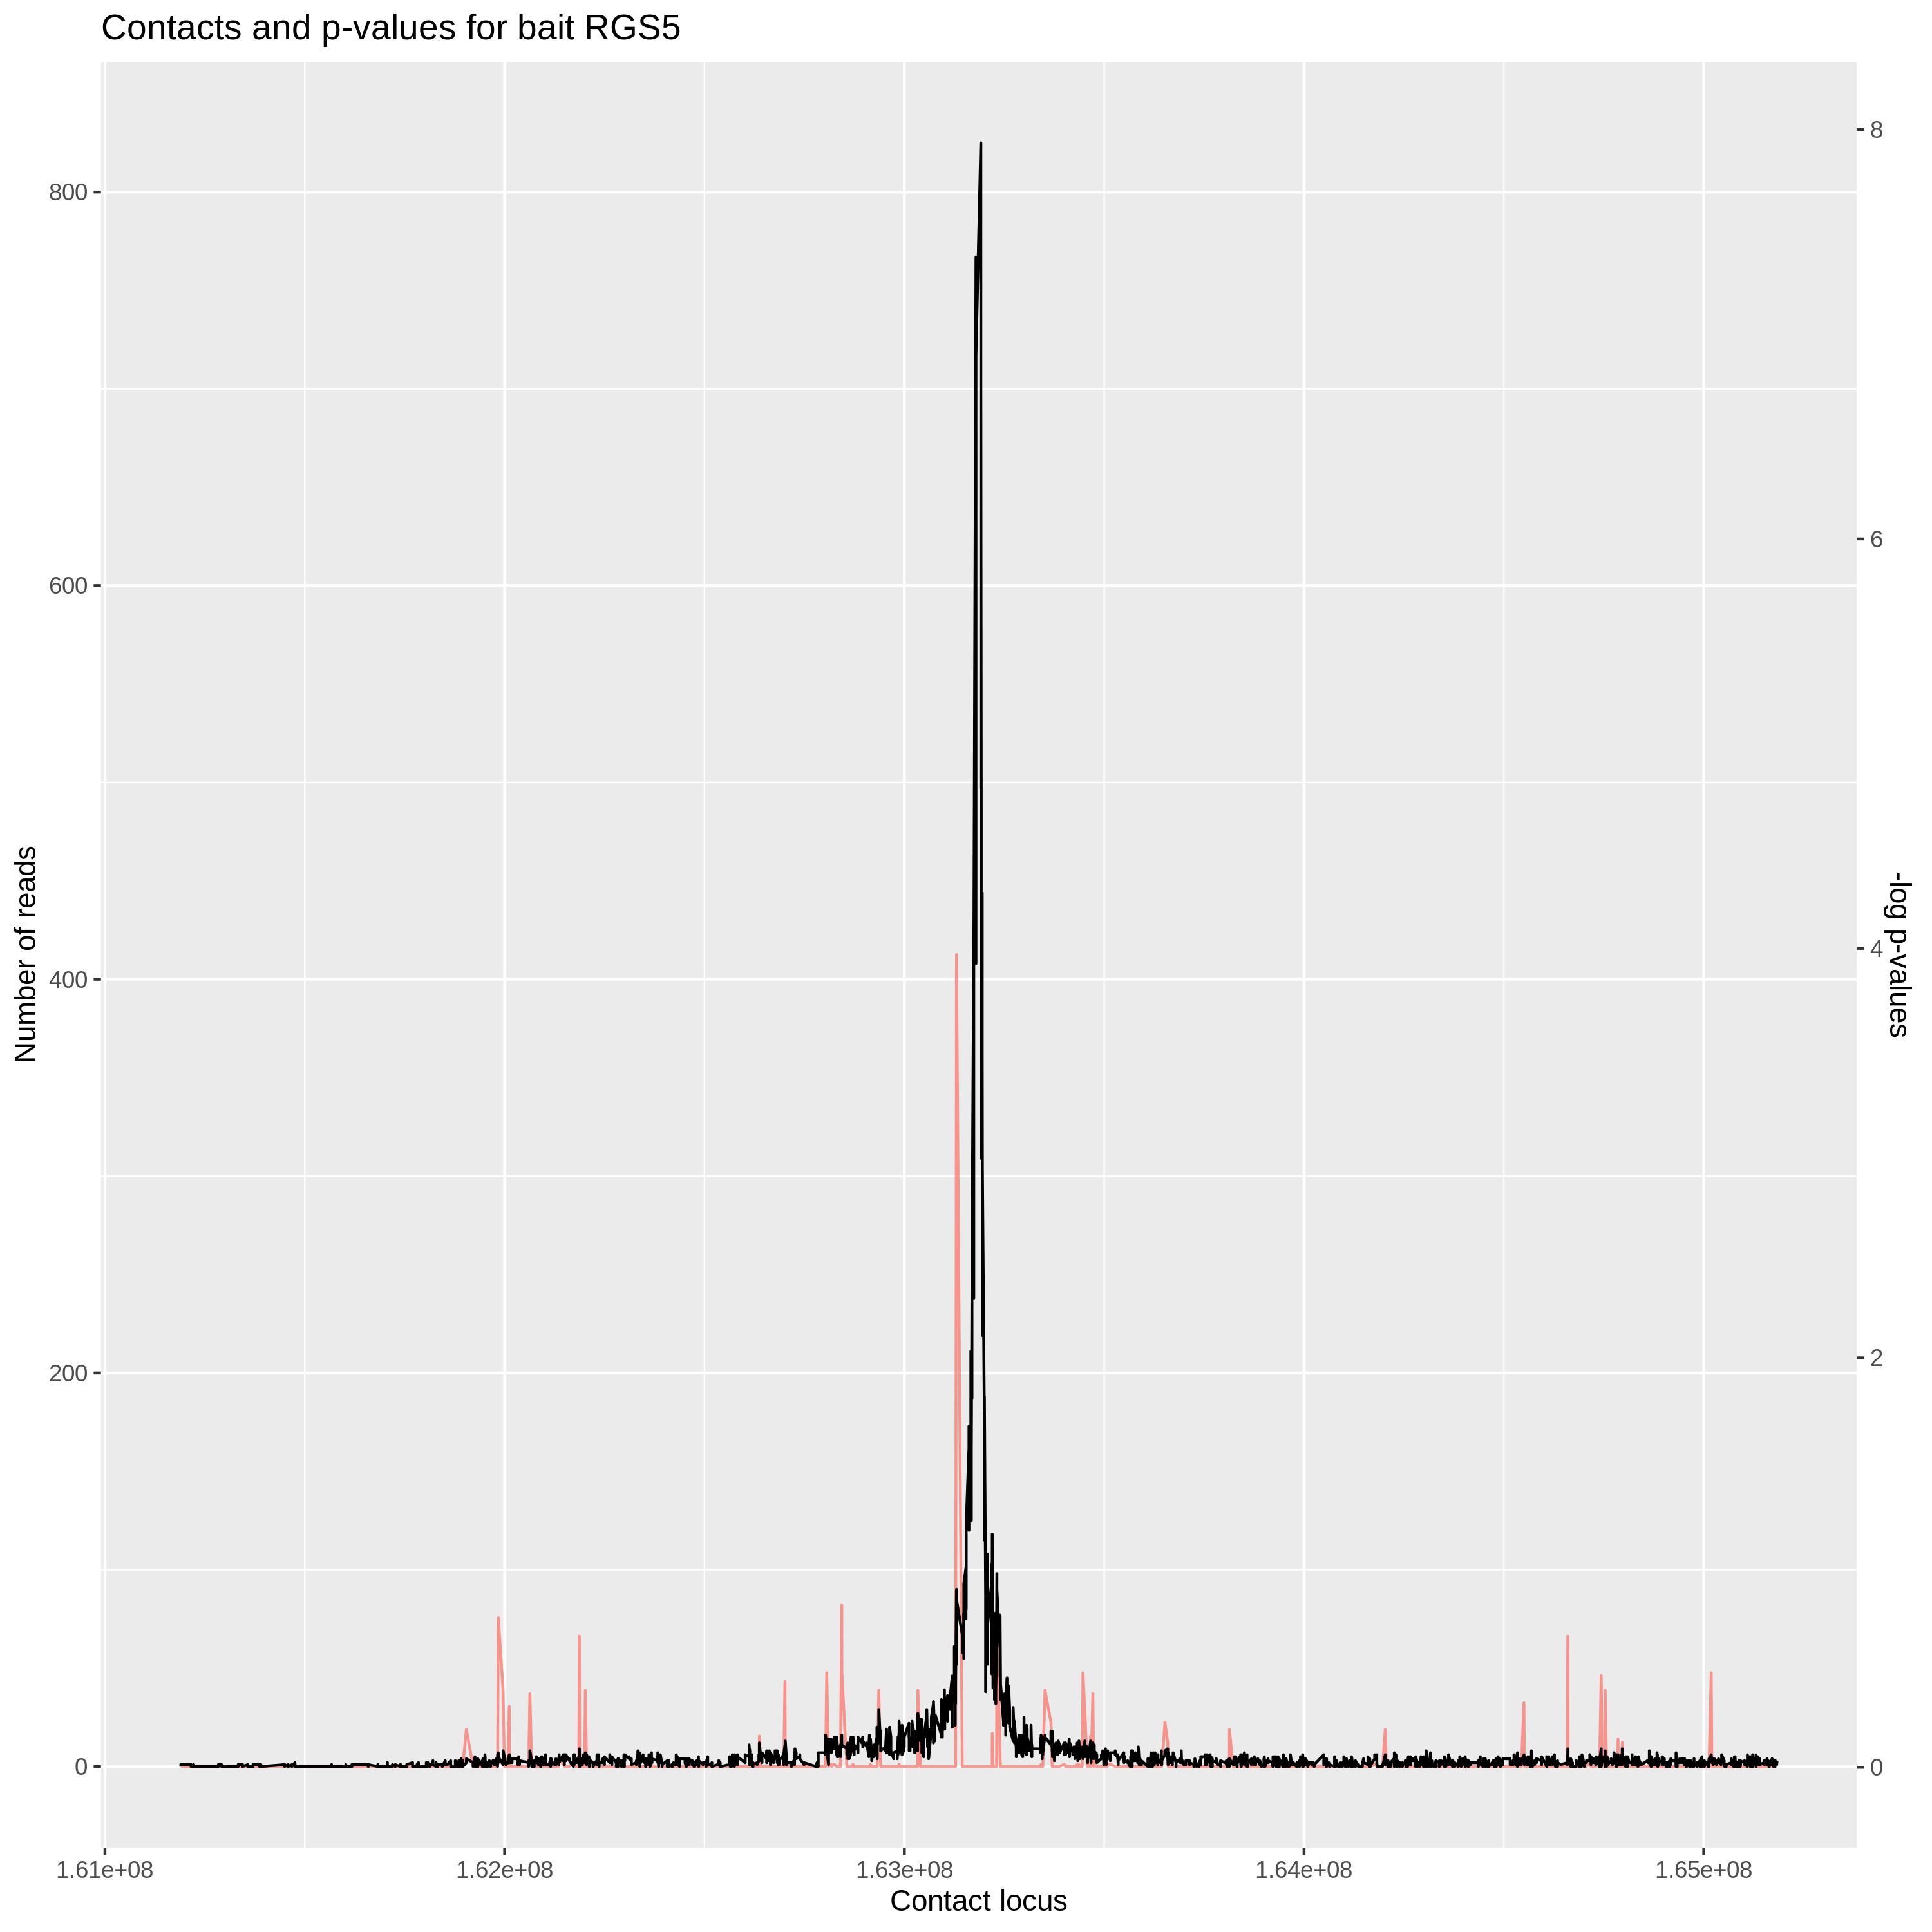 Contacts and p-values for bait RGS5
800
600
400
200
0
Number of reads
8
6
4
2
0
-log p-values
1.61e+08 1.62e+08 1.63e+08 1.64e+08 1.65e+08
Contact locus